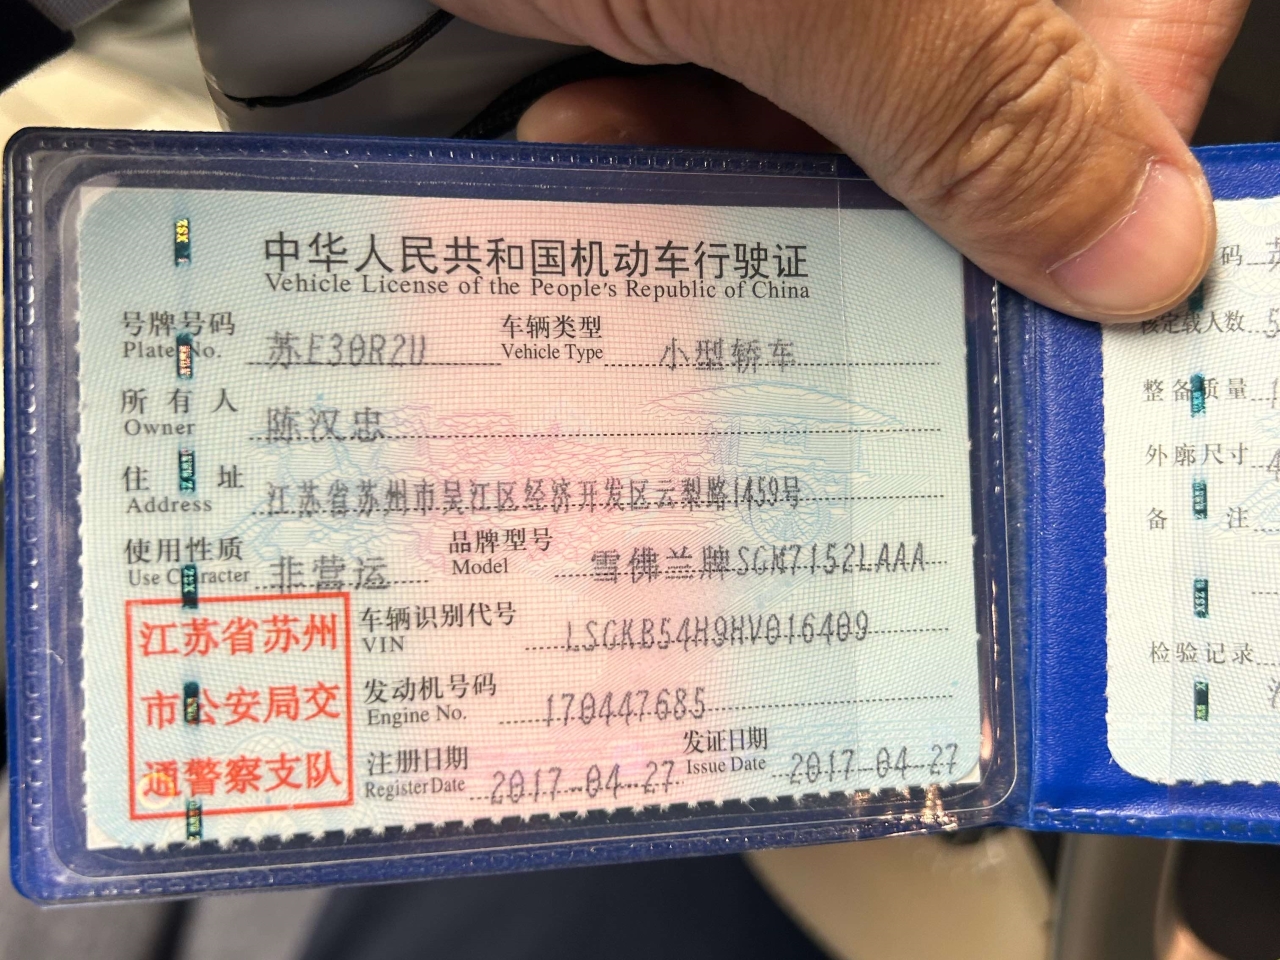 中华人民共和国机动车行驶证
Vehicle License of the People's Republic of China
号牌号码 苏E30R2U 车辆类型 小型轿车
Plate No. Vehicle Type
所有人 陈汉忠
Owner
住址 江苏省苏州市吴江区经济开发区云梨路1459号
Address
使用性质 非营运 品牌型号 雪佛兰牌SGM7152LAAA
Use Character Model
江苏省苏州
市公安局交
通警察支队
车辆识别代号 LSGKB54H9HV016409
VIN
发动机号码 170447685
Engine No.
注册日期 2017-04-27 发证日期 2017-04-27
Register Date Issue Date
码
核定载人数 5
整备质量
外廓尺寸 4
备注
检验记录